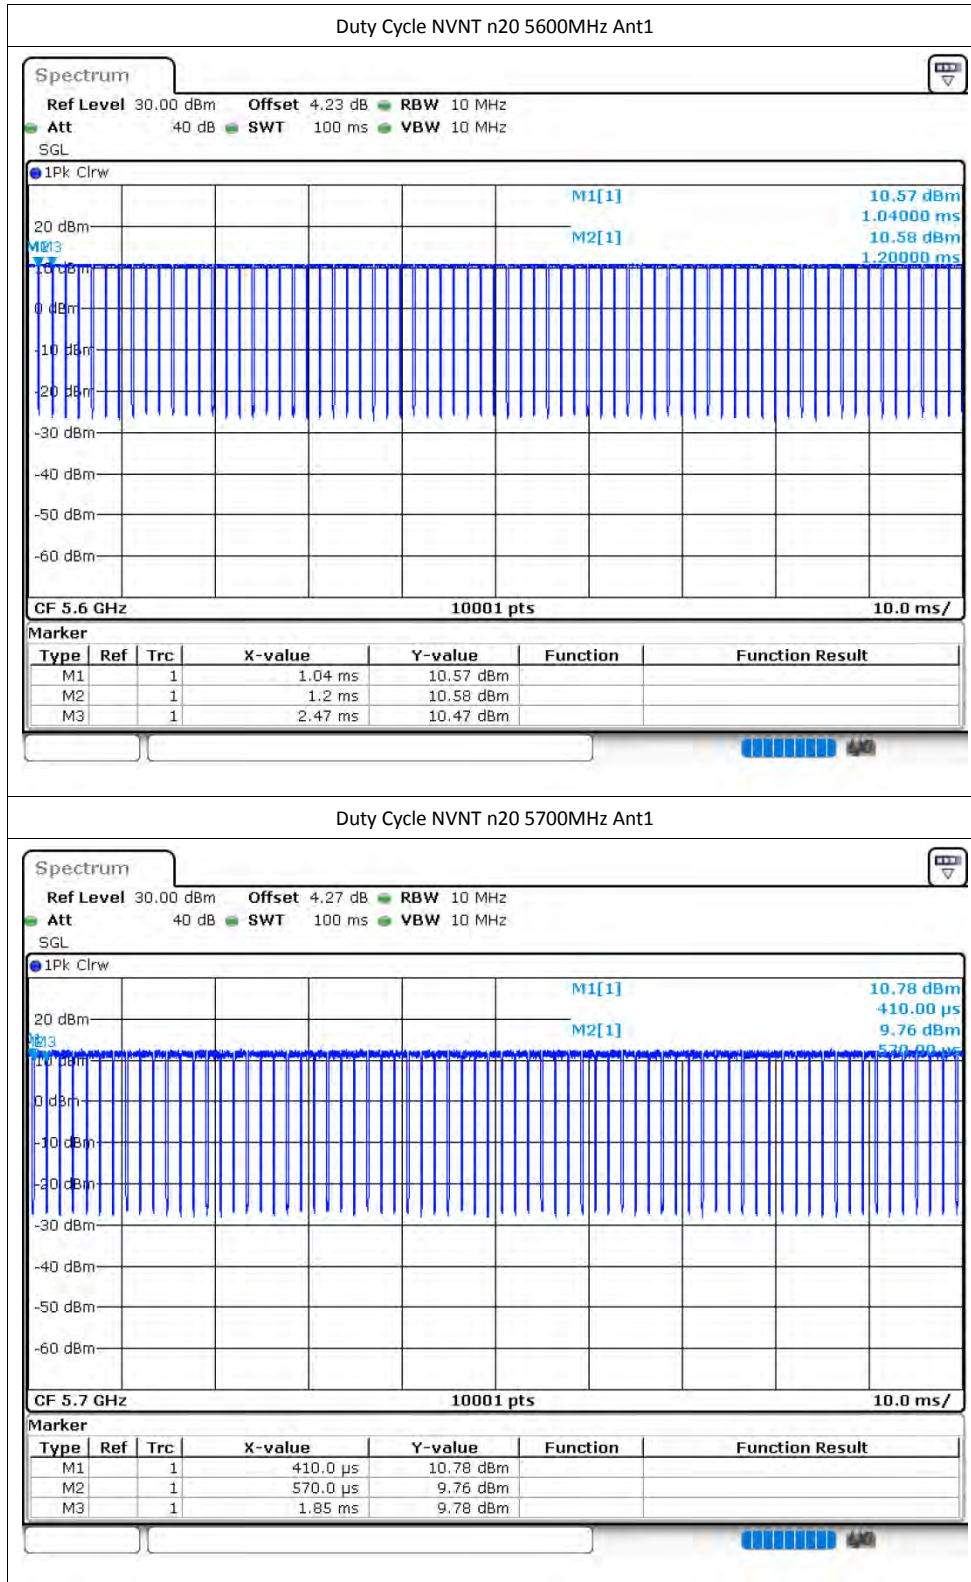 Duty Cycle NVNT n20 5600MHz Ant1
Spectrum
Ref Level 30.00 dBm Offset 4.23 dB RBW 10 MHz
Att 40 dB SWT 100 ms VBW 10 MHz
SGL
1Pk Clrw
M1[1] 10.57 dBm
1.04000 ms
20 dBm
M2[1] 10.58 dBm
1.20000 ms
M3
10 dBm
0 dBm
-10 dBm
-20 dBm
-30 dBm
-40 dBm
-50 dBm
-60 dBm
CF 5.6 GHz 10001 pts 10.0 ms/
Marker
Type Ref Trc X-value Y-value Function Function Result
M1 1 1.04 ms 10.57 dBm
M2 1 1.2 ms 10.58 dBm
M3 1 2.47 ms 10.47 dBm
Duty Cycle NVNT n20 5700MHz Ant1
Spectrum
Ref Level 30.00 dBm Offset 4.27 dB RBW 10 MHz
Att 40 dB SWT 100 ms VBW 10 MHz
SGL
1Pk Clrw
M1[1] 10.78 dBm
410.00 µs
20 dBm
M2[1] 9.76 dBm
570.00 µs
M3
10 dBm
0 dBm
-10 dBm
-20 dBm
-30 dBm
-40 dBm
-50 dBm
-60 dBm
CF 5.7 GHz 10001 pts 10.0 ms/
Marker
Type Ref Trc X-value Y-value Function Function Result
M1 1 410.0 µs 10.78 dBm
M2 1 570.0 µs 9.76 dBm
M3 1 1.85 ms 9.78 dBm